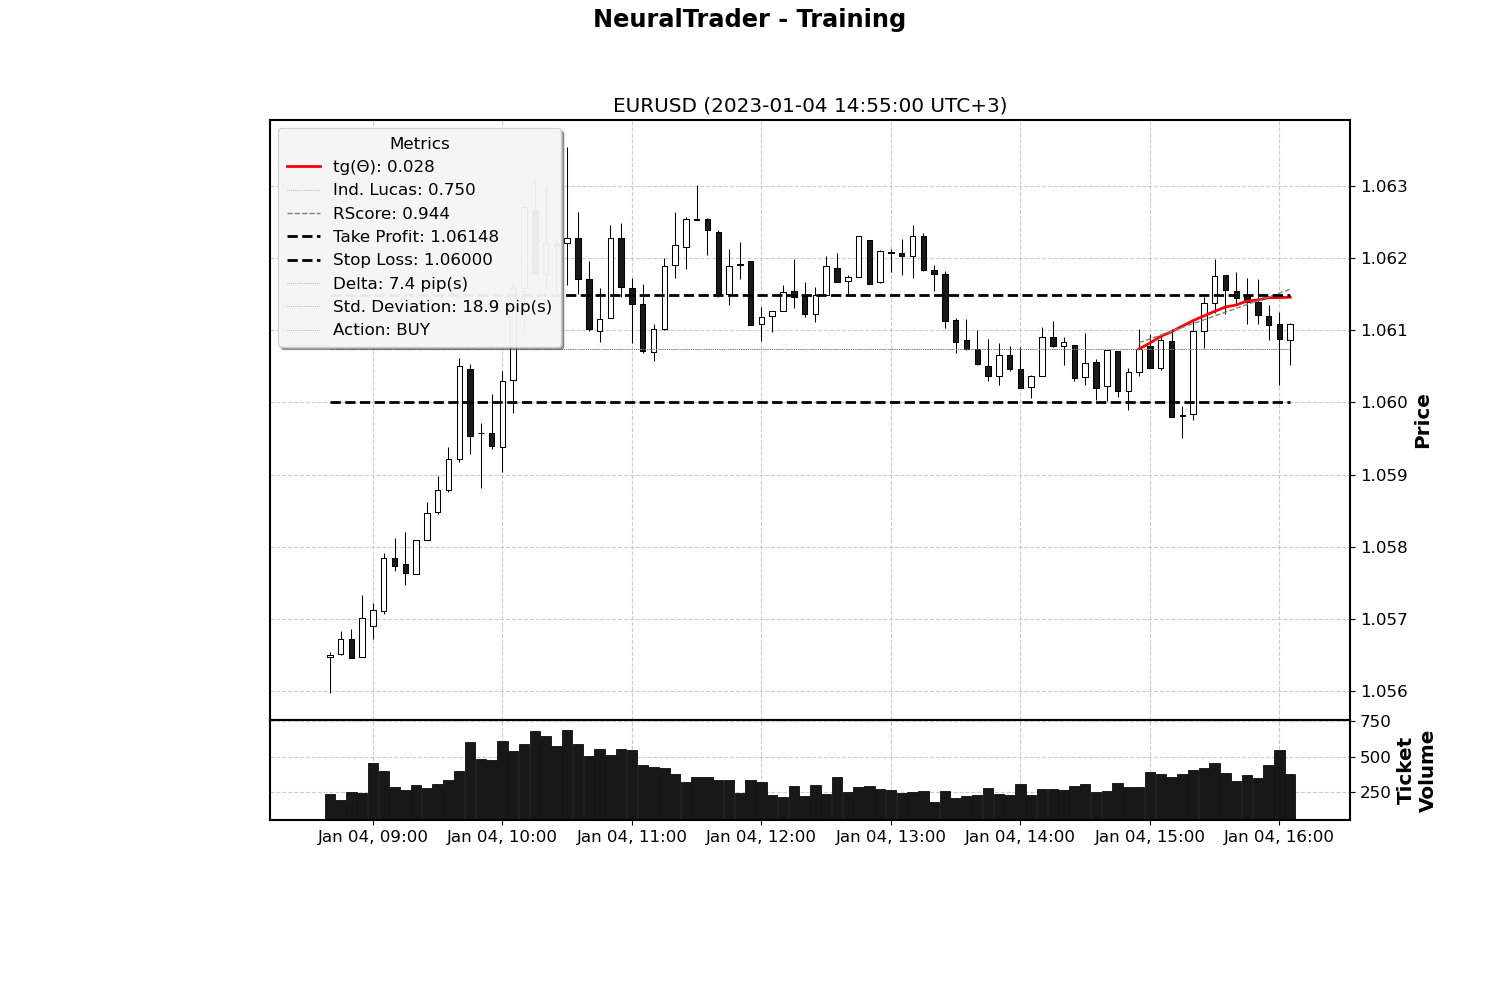 NeuralTrader - Training
EURUSD (2023-01-04 14:55:00 UTC+3)
Metrics
tg(Θ): 0.028
Ind. Lucas: 0.750
RScore: 0.944
Take Profit: 1.06148
Stop Loss: 1.06000
Delta: 7.4 pip(s)
Std. Deviation: 18.9 pip(s)
Action: BUY
1.063
1.062
1.061
1.060
1.059
1.058
1.057
1.056
Price
750
500
250
Ticket
Volume
Jan 04, 09:00
Jan 04, 10:00
Jan 04, 11:00
Jan 04, 12:00
Jan 04, 13:00
Jan 04, 14:00
Jan 04, 15:00
Jan 04, 16:00